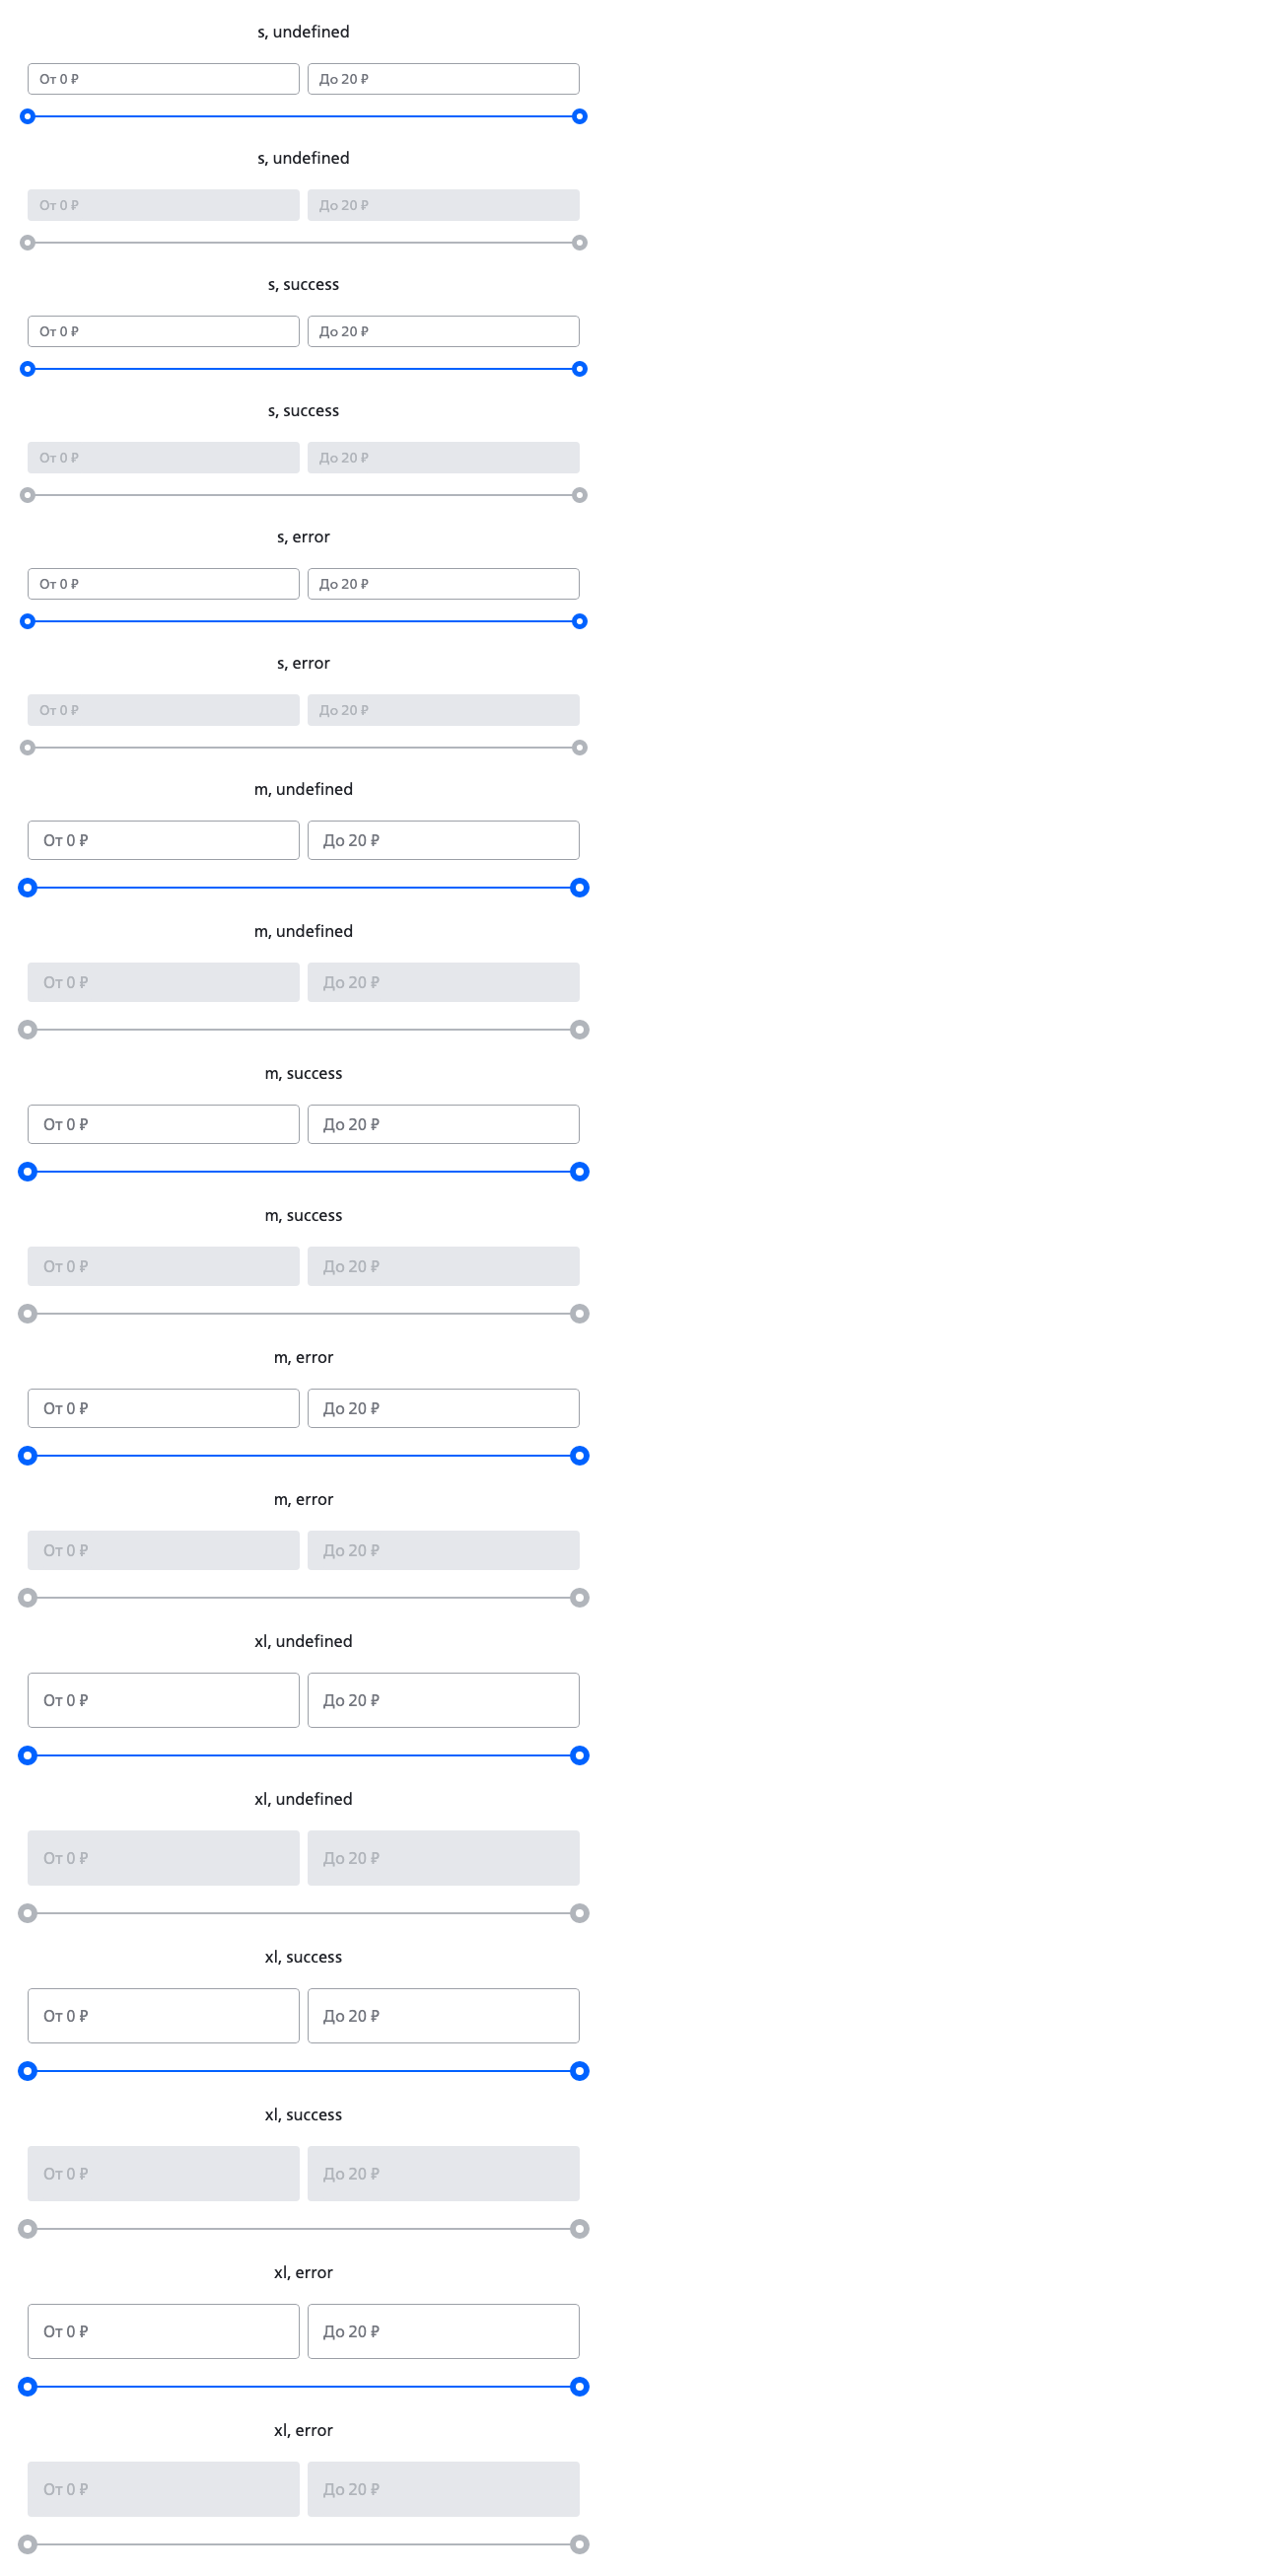 s, undefined
От 0 ₽ До 20 ₽
s, undefined
От 0 ₽ До 20 ₽
s, success
От 0 ₽ До 20 ₽
s, success
От 0 ₽ До 20 ₽
s, error
От 0 ₽ До 20 ₽
s, error
От 0 ₽ До 20 ₽
m, undefined
От 0 ₽ До 20 ₽
m, undefined
От 0 ₽ До 20 ₽
m, success
От 0 ₽ До 20 ₽
m, success
От 0 ₽ До 20 ₽
m, error
От 0 ₽ До 20 ₽
m, error
От 0 ₽ До 20 ₽
xl, undefined
От 0 ₽ До 20 ₽
xl, undefined
От 0 ₽ До 20 ₽
xl, success
От 0 ₽ До 20 ₽
xl, success
От 0 ₽ До 20 ₽
xl, error
От 0 ₽ До 20 ₽
xl, error
От 0 ₽ До 20 ₽